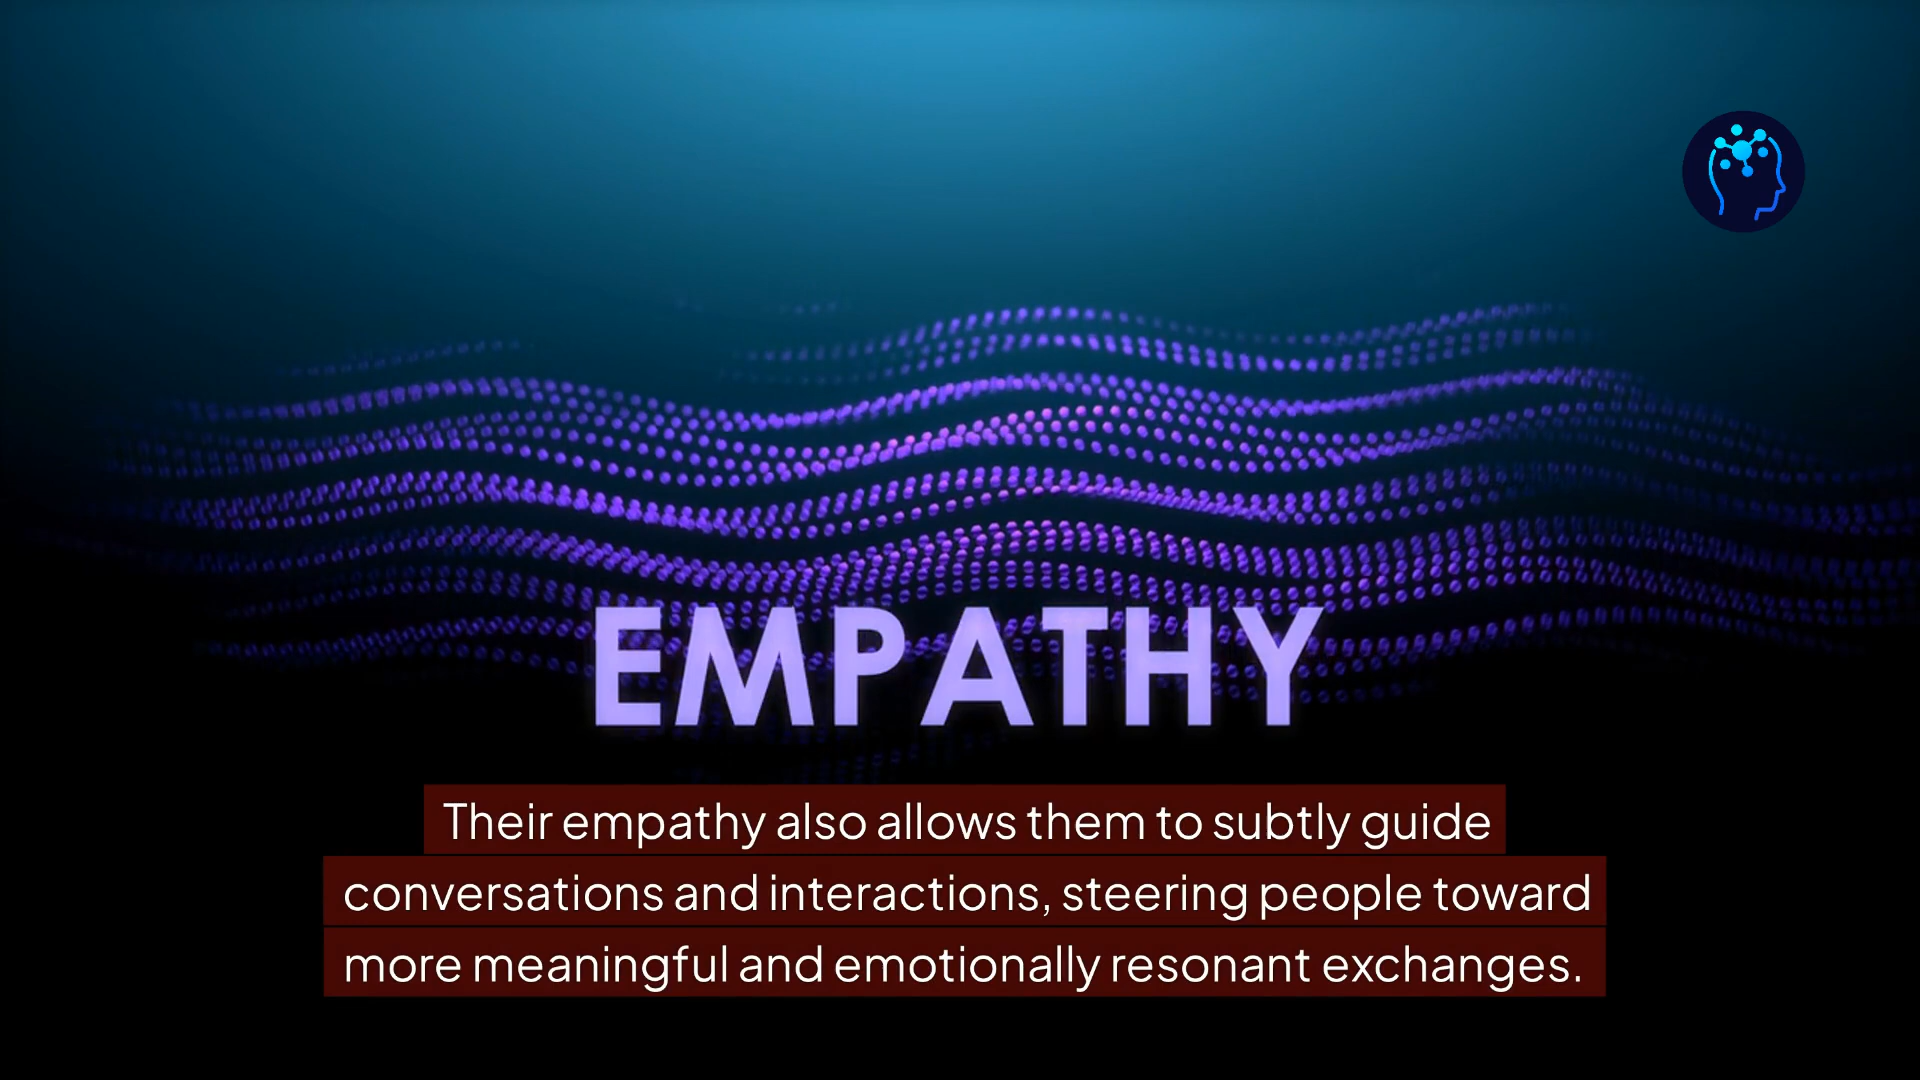 EMPATHY
Their empathy also allows them to subtly guide
conversations and interactions, steering people toward
more meaningful and emotionally resonant exchanges.